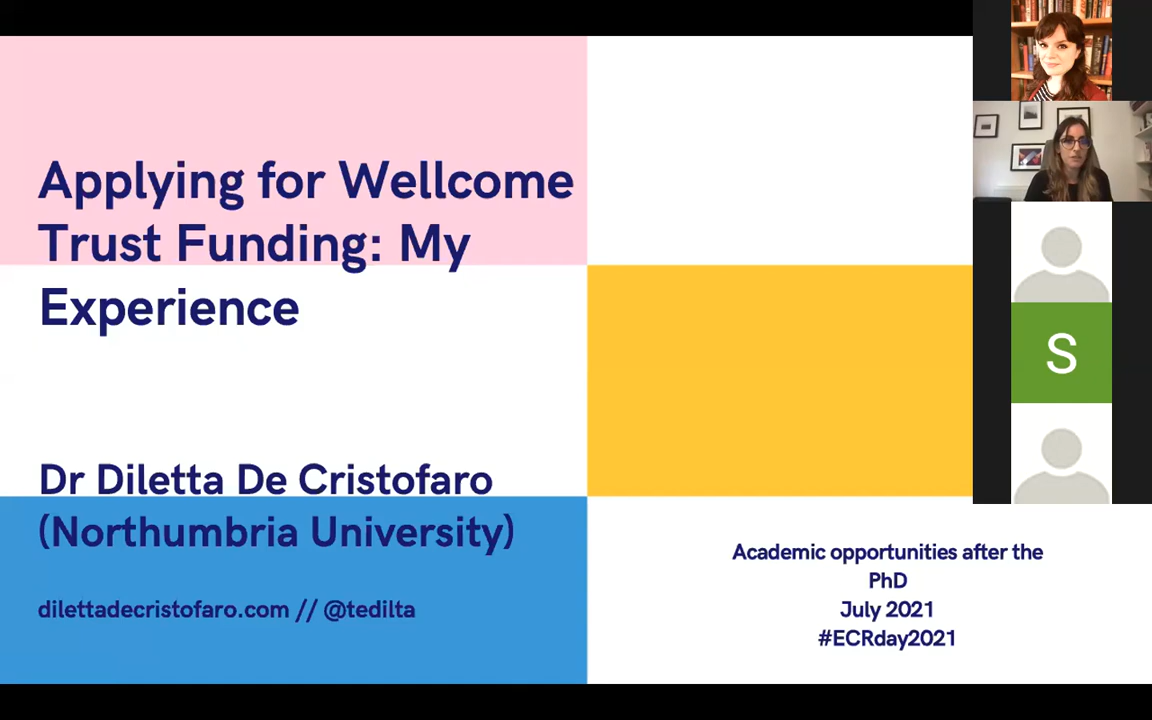 Applying for Wellcome
Trust Funding: My
Experience
Dr Diletta De Cristofaro
(Northumbria University)
dilettadecristofaro.com // @tedilta
Academic opportunities after the
PhD
July 2021
#ECRday2021
S